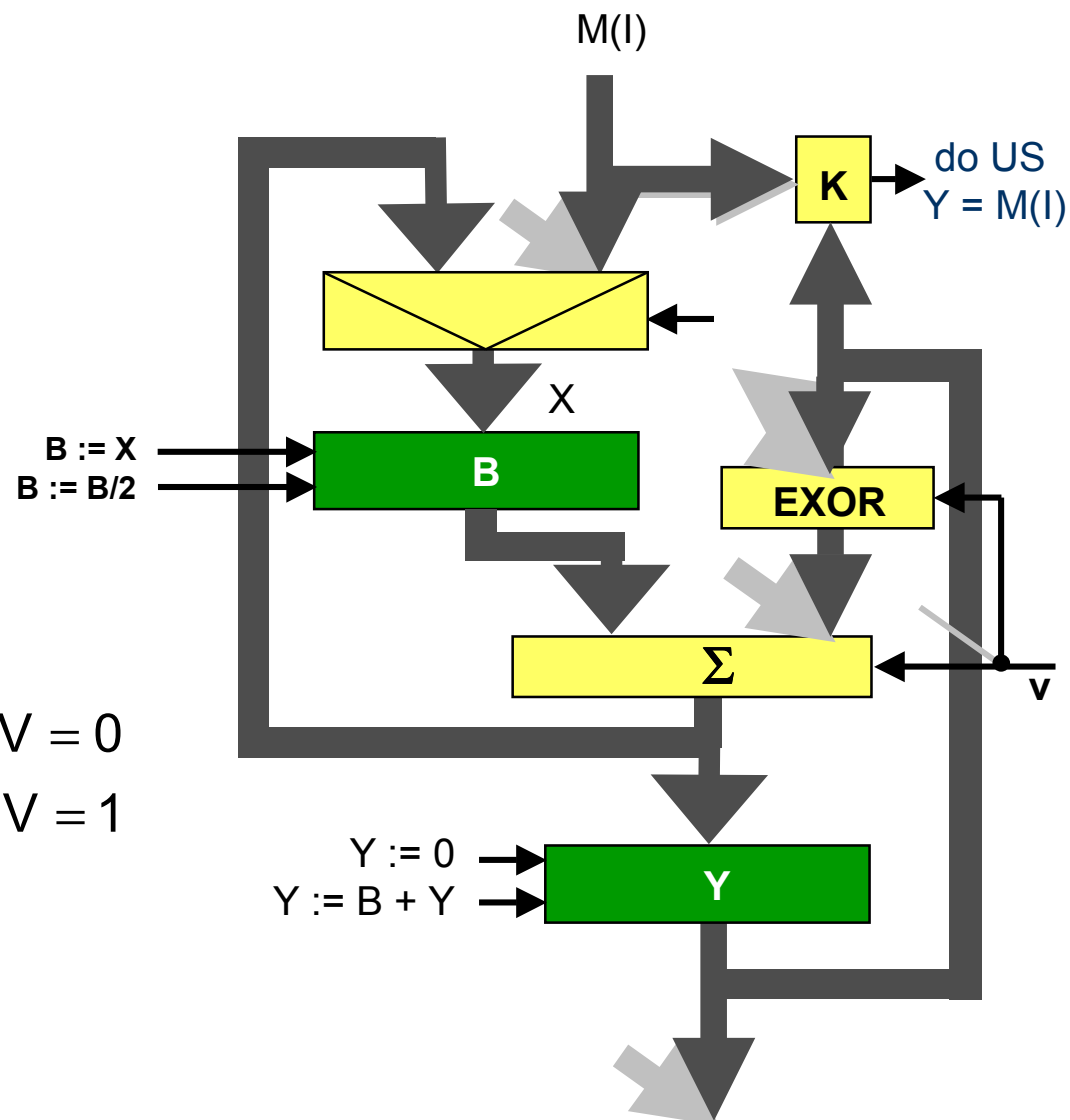 M(I)
K
do US
Y = M(I)
X
B := X
B := B/2
B
EXOR
Σ
v
V = 0
V = 1
Y := 0
Y := B + Y
Y